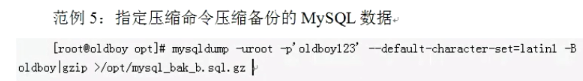 范例 5：指定压缩命令压缩备份的 MySQL 数据
[root@oldboy opt]# mysqldump -uroot -p'oldboy123' --default-character-set=latin1 -B
oldboy|gzip >/opt/mysql_bak_b.sql.gz